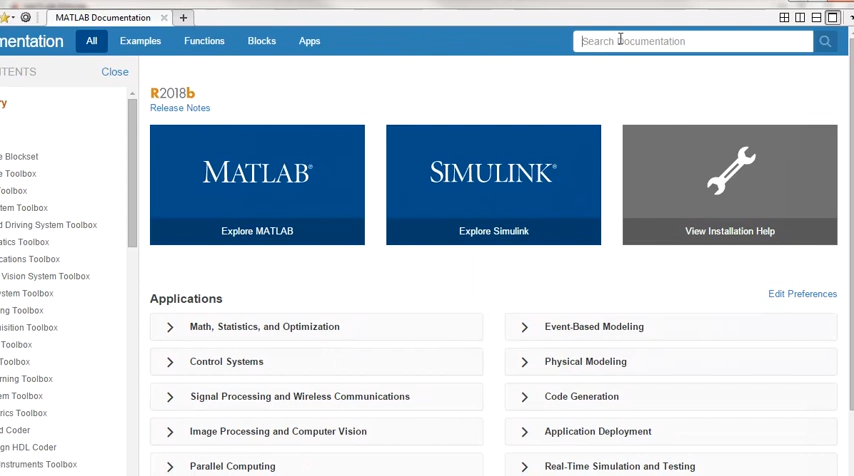 MATLAB Documentation
mentation All Examples Functions Blocks Apps Search Documentation
TENTS Close
ry
e Blockset
e Toolbox
oolbox
tem Toolbox
d Driving System Toolbox
atics Toolbox
cations Toolbox
Vision System Toolbox
stem Toolbox
ng Toolbox
uisition Toolbox
Toolbox
Toolbox
rning Toolbox
em Toolbox
rics Toolbox
d Coder
gn HDL Coder
nstruments Toolbox
R2018b
Release Notes
MATLAB®
Explore MATLAB
SIMULINK®
Explore Simulink
View Installation Help
Applications
Edit Preferences
Math, Statistics, and Optimization
Event-Based Modeling
Control Systems
Physical Modeling
Signal Processing and Wireless Communications
Code Generation
Image Processing and Computer Vision
Application Deployment
Parallel Computing
Real-Time Simulation and Testing